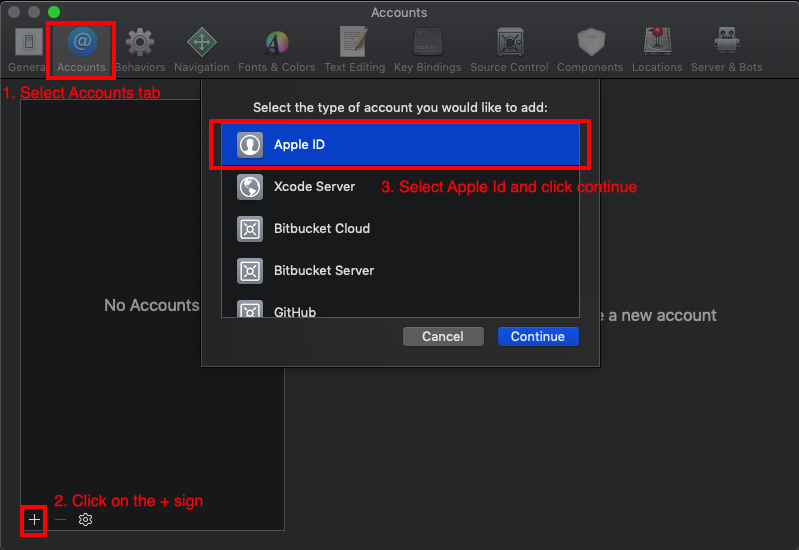 Accounts
General
Accounts
Behaviors
Navigation
Fonts & Colors
Text Editing
Key Bindings
Source Control
Components
Locations
Server & Bots
1. Select Accounts tab
Select the type of account you would like to add:
Apple ID
Xcode Server
3. Select Apple Id and click continue
Bitbucket Cloud
Bitbucket Server
GitHub
No Accounts
a new account
Cancel
Continue
2. Click on the + sign